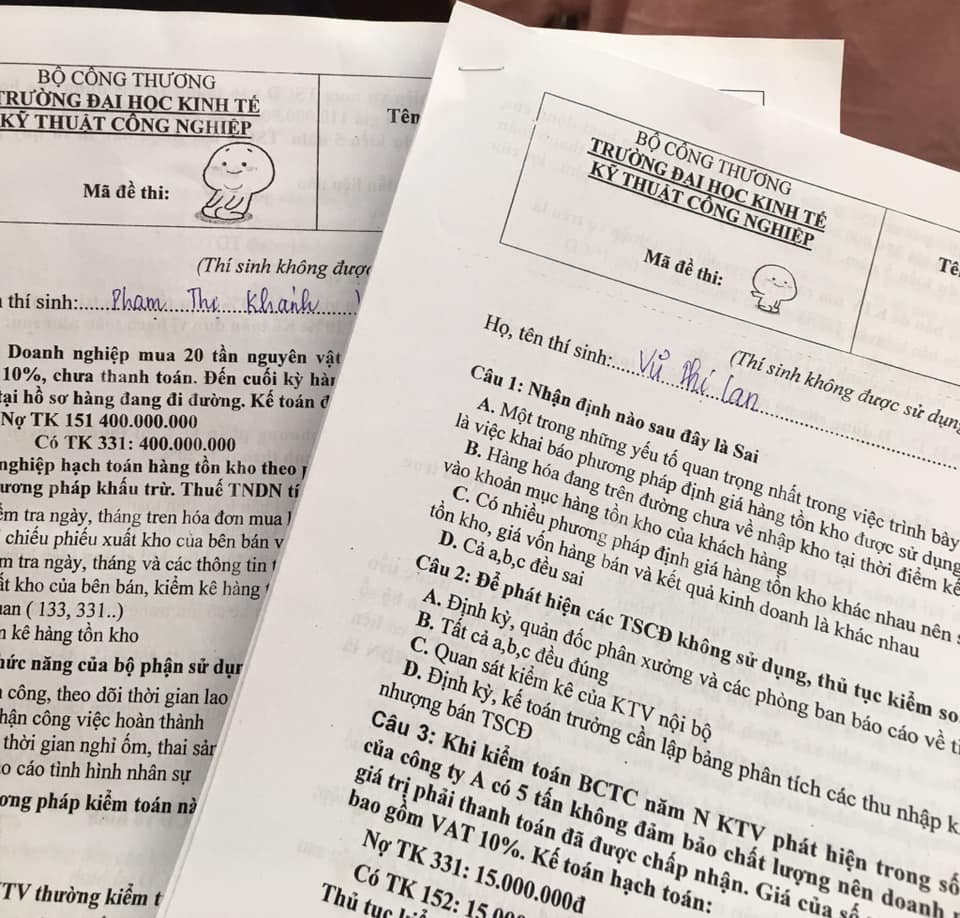 BỘ CÔNG THƯƠNG
TRƯỜNG ĐẠI HỌC KINH TẾ
KỸ THUẬT CÔNG NGHIỆP
Tên
Mã đề thi:
(Thí sinh không được
thí sinh:.....Phạm Thị Khánh
Doanh nghiệp mua 20 tần nguyên vật
10%, chưa thanh toán. Đến cuối kỳ hàn
tại hồ sơ hàng đang đi đường. Kế toán đ
Nợ TK 151 400.000.000
Có TK 331: 400.000.000
nghiệp hạch toán hàng tồn kho theo
ương pháp khấu trừ. Thuế TNDN tí
ểm tra ngày, tháng tren hóa đơn mua
chiếu phiếu xuất kho của bên bán v
m tra ngày, tháng và các thông tin t
ất kho của bên bán, kiểm kê hàng
uan ( 133, 331..)
n kê hàng tồn kho
hức năng của bộ phận sử dụn
công, theo dõi thời gian lao
hận công việc hoàn thành
thời gian nghỉ ốm, thai sản
o cáo tình hình nhân sự
ơng pháp kiểm toán nà
TV thường kiểm t
BỘ CÔNG THƯƠNG
TRƯỜNG ĐẠI HỌC KINH TẾ
KỸ THUẬT CÔNG NGHIỆP
Tê
Mã đề thi:
(Thí sinh không được sử dụng
Họ, tên thí sinh:.....Vũ Thị Lan
Câu 1: Nhận định nào sau đây là Sai
A. Một trong những yếu tố quan trọng nhất trong việc trình bày
là việc khai báo phương pháp định giá hàng tồn kho được sử dụng
B. Hàng hóa đang trên đường chưa về nhập kho tại thời điểm kế
vào khoản mục hàng tồn kho của khách hàng
C. Có nhiều phương pháp định giá hàng tồn kho khác nhau nên s
tồn kho, giá vốn hàng bán và kết quả kinh doanh là khác nhau
D. Cả a,b,c đều sai
Câu 2: Để phát hiện các TSCĐ không sử dụng, thủ tục kiểm so
A. Định kỳ, quản đốc phân xưởng và các phòng ban báo cáo về tì
B. Tất cả a,b,c đều đúng
C. Quan sát kiểm kê của KTV nội bộ
D. Định kỳ, kế toán trưởng cần lập bảng phân tích các thu nhập k
nhượng bán TSCĐ
Câu 3: Khi kiểm toán BCTC năm N KTV phát hiện trong số
của công ty A có 5 tấn không đảm bảo chất lượng nên doanh
giá trị phải thanh toán đã được chấp nhận. Giá của số
bao gồm VAT 10%. Kế toán hạch toán:
Nợ TK 331: 15.000.000đ
Có TK 152: 15.000
Thủ tục